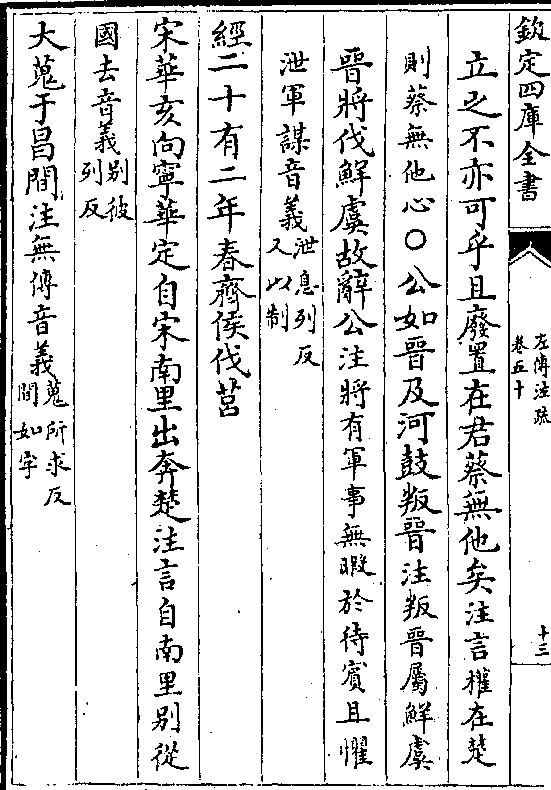 欽定四庫全書
左傳注疏
卷五十
十三
立之不亦可乎且廢置在君蔡無他矣注言權在楚
則蔡無他心○公如晉及河鼓叛晉注叛晉屬鮮虞
晉將伐鮮虞故辭公注將有軍事無暇於待賓且懼
泄軍謀音義泄息列反
又以制
經二十有二年春齊侯伐莒
宋華亥向寧華定自宋南里出奔楚注言自南里别從
國去音義别彼
列反
大蒐于昌間注無傳音義蒐所求反
間如字